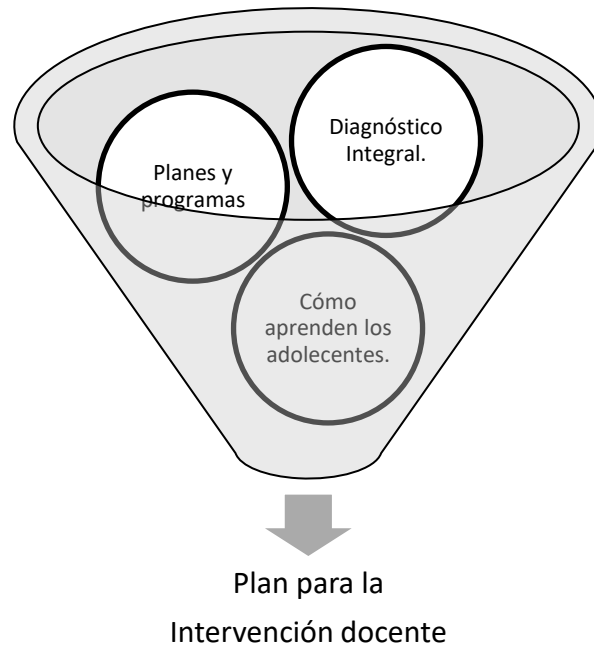 Diagnóstico
Integral.
Planes y
programas
Cómo
aprenden los
adolecentes.
Plan para la
Intervención docente